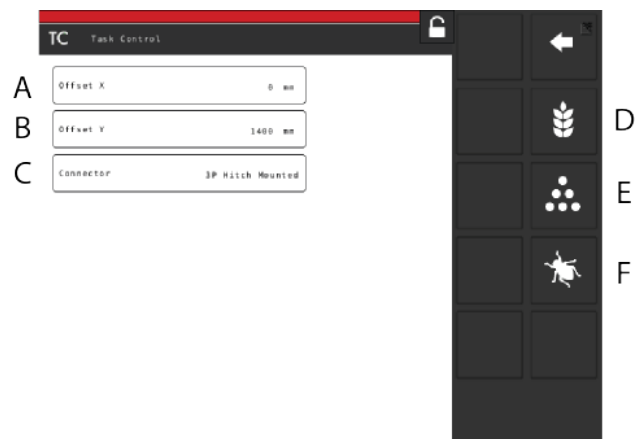 TC Task Control
A Offset X 0 mm
B Offset Y 1400 mm
C Connector 3P Hitch Mounted
D
E
F